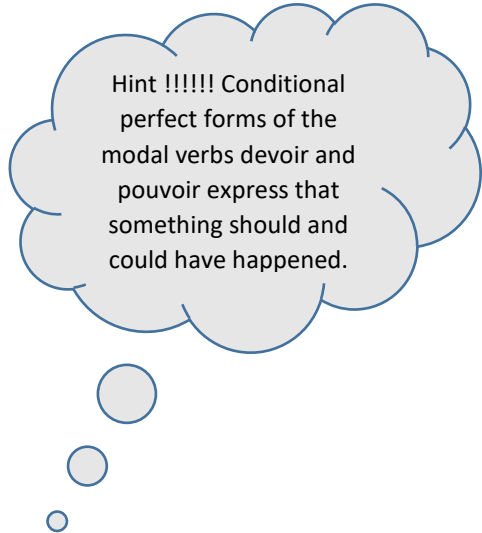 Hint !!!!!! Conditional
perfect forms of the
modal verbs devoir and
pouvoir express that
something should and
could have happened.